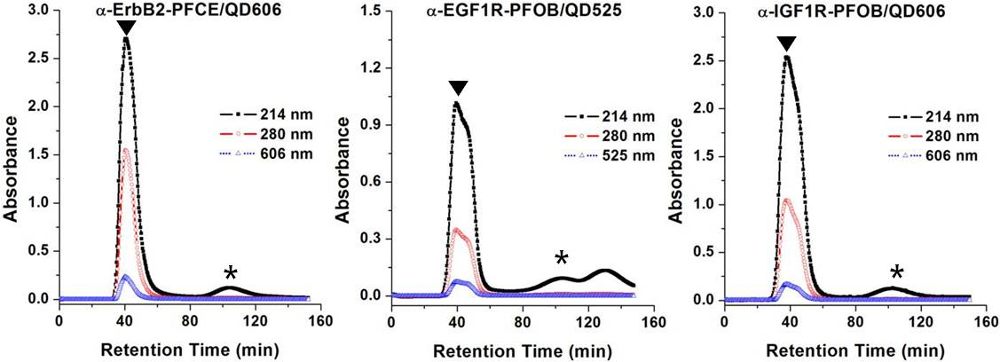 α-ErbB2-PFCE/QD606
3.0
2.5
2.0
1.5
1.0
0.5
0.0
Absorbance
214 nm
280 nm
606 nm
*
0
40
80
120
160
Retention Time (min)
α-EGF1R-PFOB/QD525
1.5
1.2
0.9
0.6
0.3
0.0
Absorbance
214 nm
280 nm
525 nm
*
0
40
80
120
160
Retention Time (min)
α-IGF1R-PFOB/QD606
3.0
2.5
2.0
1.5
1.0
0.5
0.0
Absorbance
214 nm
280 nm
606 nm
*
0
40
80
120
160
Retention Time (min)